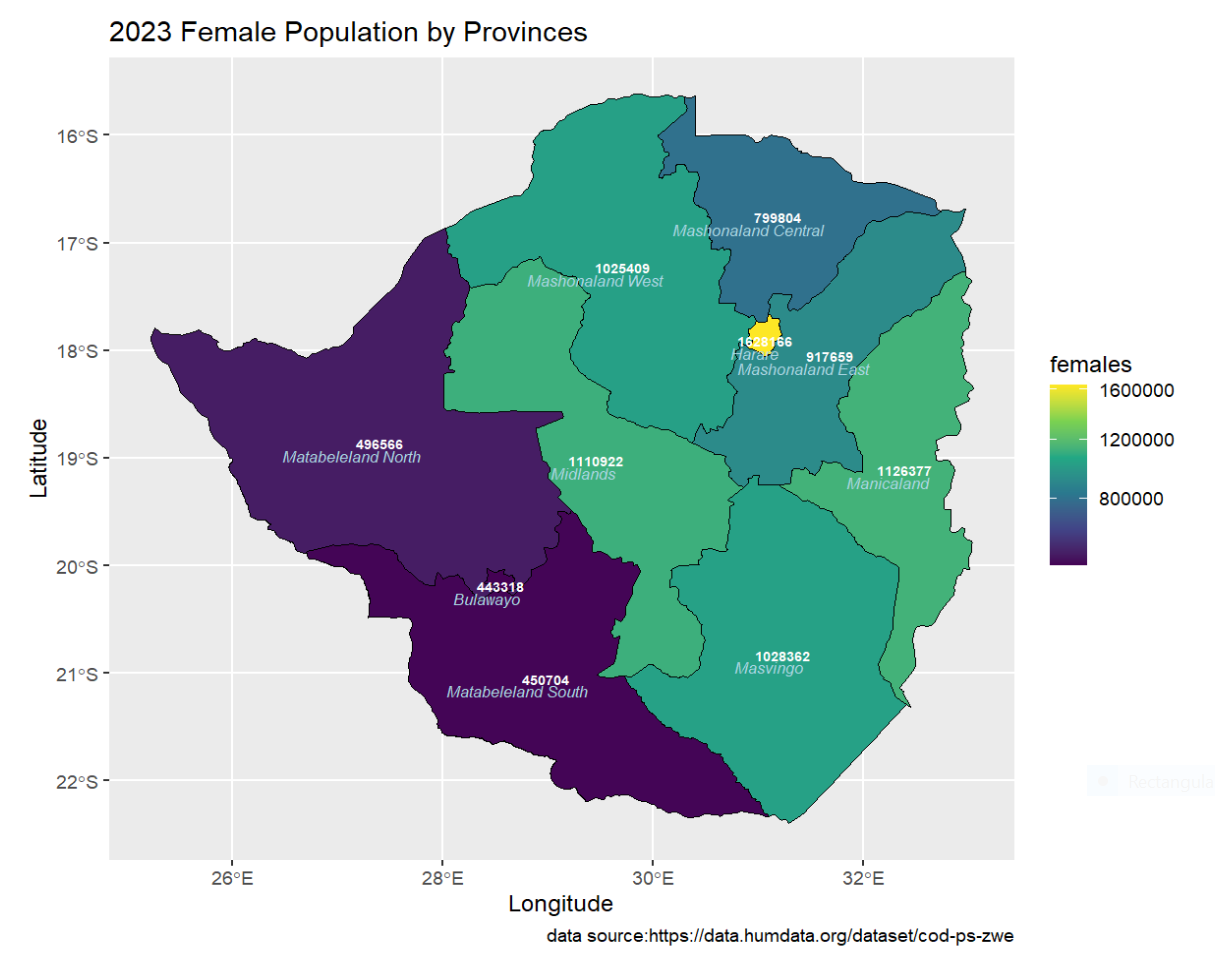 2023 Female Population by Provinces
16°S
17°S
18°S
19°S
20°S
21°S
22°S
Latitude
799804
Mashonaland Central
1025409
Mashonaland West
1628166
Harare
917659
Mashonaland East
496566
Matabeleland North
1110922
Midlands
1126377
Manicaland
443318
Bulawayo
1028362
Masvingo
450704
Matabeleland South
26°E
28°E
30°E
32°E
Longitude
data source:https://data.humdata.org/dataset/cod-ps-zwe
females
1600000
1200000
800000
Rectangula